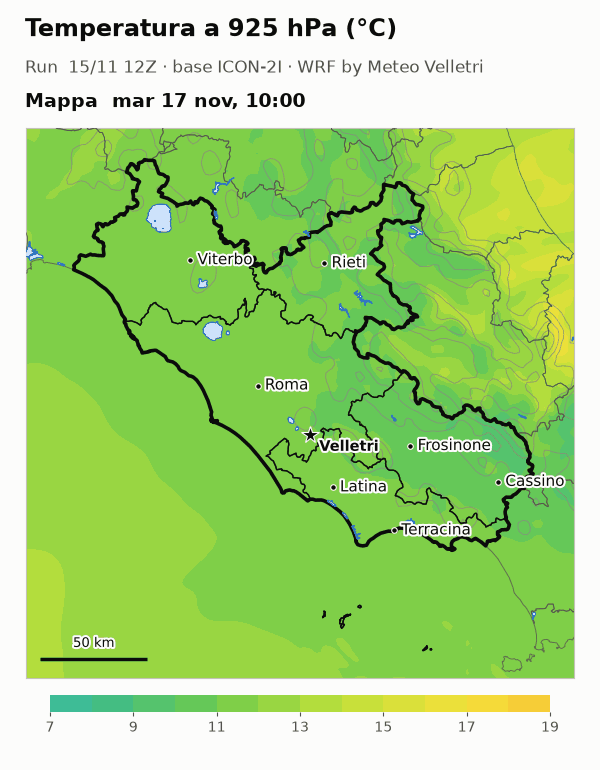 Temperatura a 925 hPa (°C)
Run  15/11 12Z · base ICON-2I · WRF by Meteo Velletri
Mappa  mar 17 nov, 10:00
Viterbo
Rieti
Roma
Velletri
Frosinone
Latina
Cassino
Terracina
50 km
7 9 11 13 15 17 19